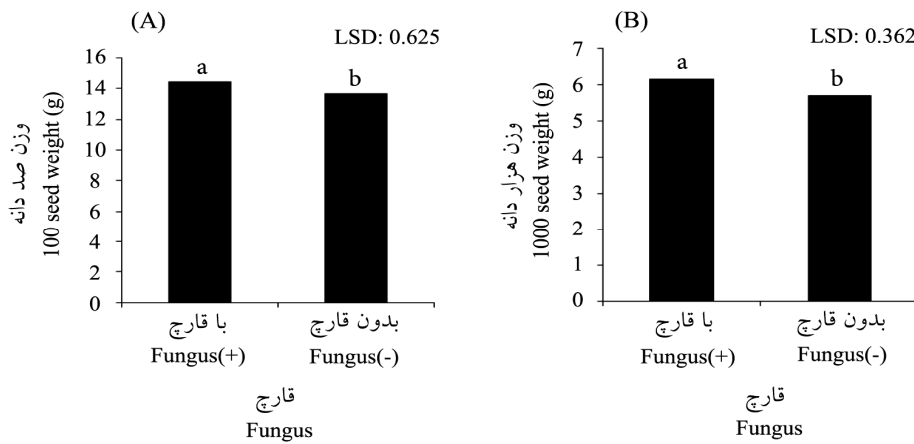 (A)
LSD: 0.625
وزن صد دانه
100 seed weight (g)
16
14
12
10
8
6
4
2
0
a
b
با قارچ
بدون قارچ
Fungus(+)
Fungus(-)
قارچ
Fungus
(B)
LSD: 0.362
وزن هزار دانه
1000 seed weight (g)
7
6
5
4
3
2
1
0
a
b
با قارچ
بدون قارچ
Fungus(+)
Fungus(-)
قارچ
Fungus